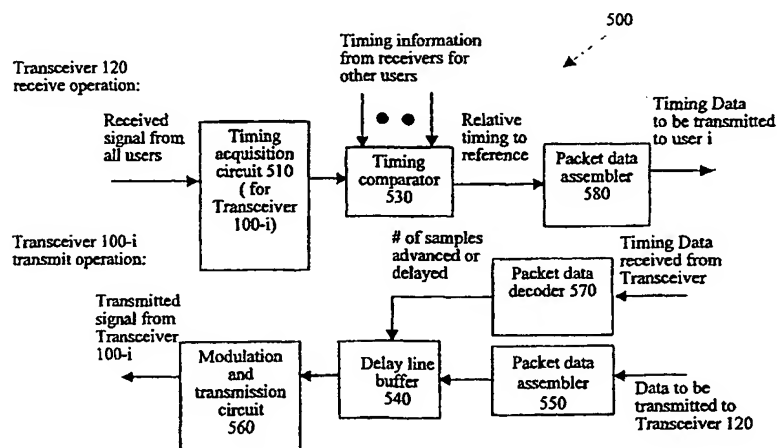 500
Timing information
from receivers for
other users
Transceiver 120
receive operation:
Received
signal from
all users
Timing
acquisition
circuit 510
( for
Transceiver
100-i)
Timing
comparator
530
Relative
timing to
reference
Packet data
assembler
580
Timing Data
to be transmitted
to user i
Transceiver 100-i
transmit operation:
# of samples
advanced or
delayed
Packet data
decoder 570
Timing Data
received from
Transceiver
Transmitted
signal from
Transceiver
100-i
Modulation
and
transmission
circuit
560
Delay line
buffer
540
Packet data
assembler
550
Data to be
transmitted to
Transceiver 120